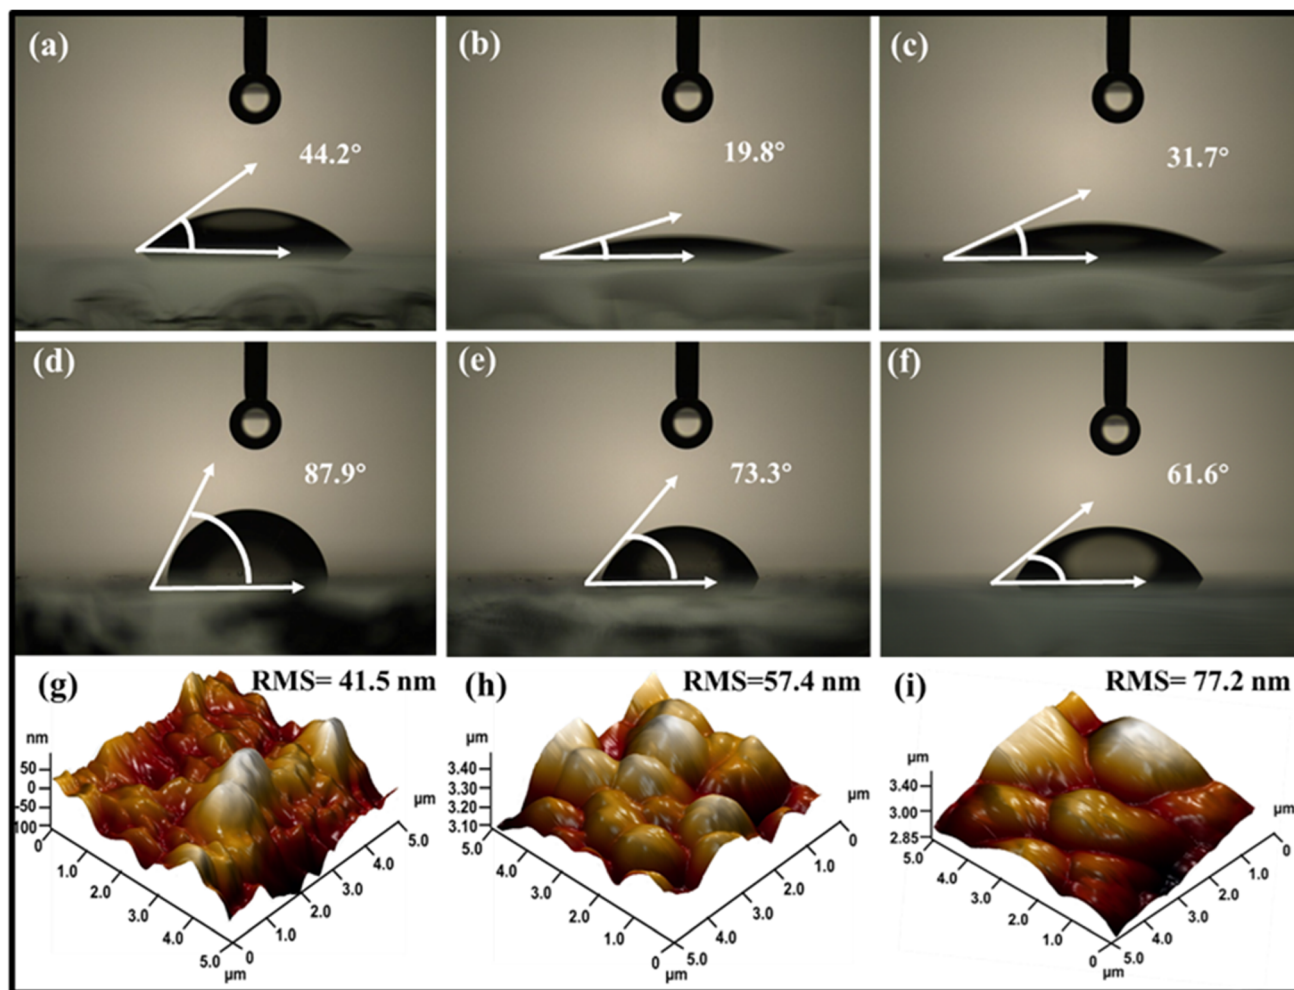 (a)
44.2°
(b)
19.8°
(c)
31.7°
(d)
87.9°
(e)
73.3°
(f)
61.6°
(g)
RMS= 41.5 nm
nm
50
0
-50
100
0
1.0
2.0
3.0
4.0
5.0
µm
0
1.0
2.0
3.0
4.0
5.0
µm
(h)
RMS=57.4 nm
µm
3.40
3.30
3.20
3.10
5.0
4.0
3.0
2.0
1.0
0
5.0
4.0
3.0
2.0
1.0
0
µm
µm
(i)
RMS= 77.2 nm
µm
3.40
3.00
2.85
5.0
4.0
3.0
2.0
1.0
0
µm
5.0
4.0
3.0
2.0
1.0
0
µm